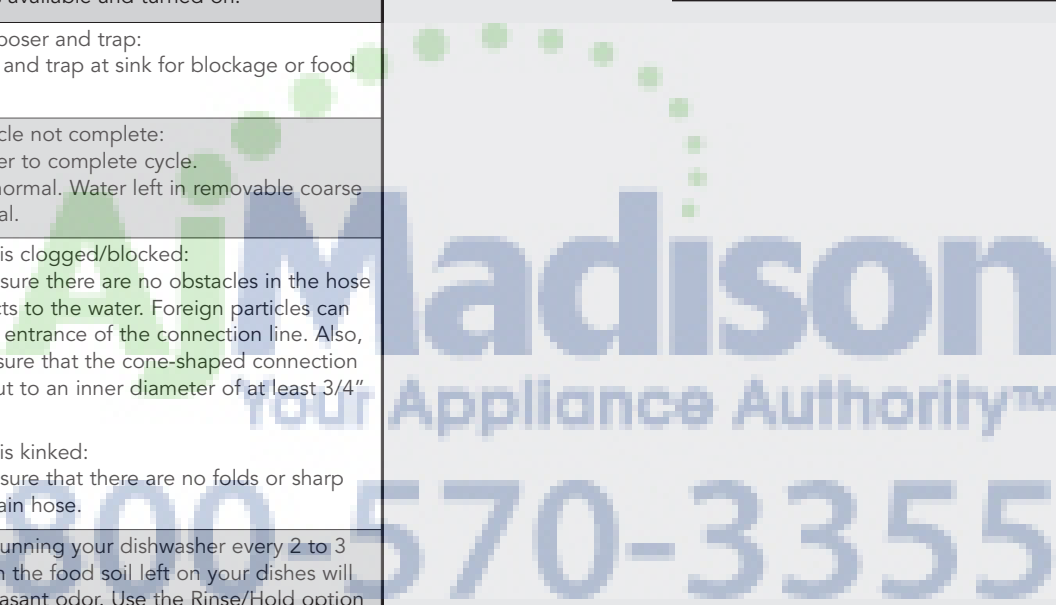 available and turned on.
ooser and trap:
and trap at sink for blockage or food
cle not complete:
er to complete cycle.
normal. Water left in removable coarse
al.
is clogged/blocked:
sure there are no obstacles in the hose
cts to the water. Foreign particles can
entrance of the connection line. Also,
sure that the cone-shaped connection
ut to an inner diameter of at least 3/4”
is kinked:
sure that there are no folds or sharp
ain hose.
unning your dishwasher every 2 to 3
n the food soil left on your dishes will
asant odor. Use the Rinse/Hold option
AjMadison
Your Appliance Authority™
800-570-3355